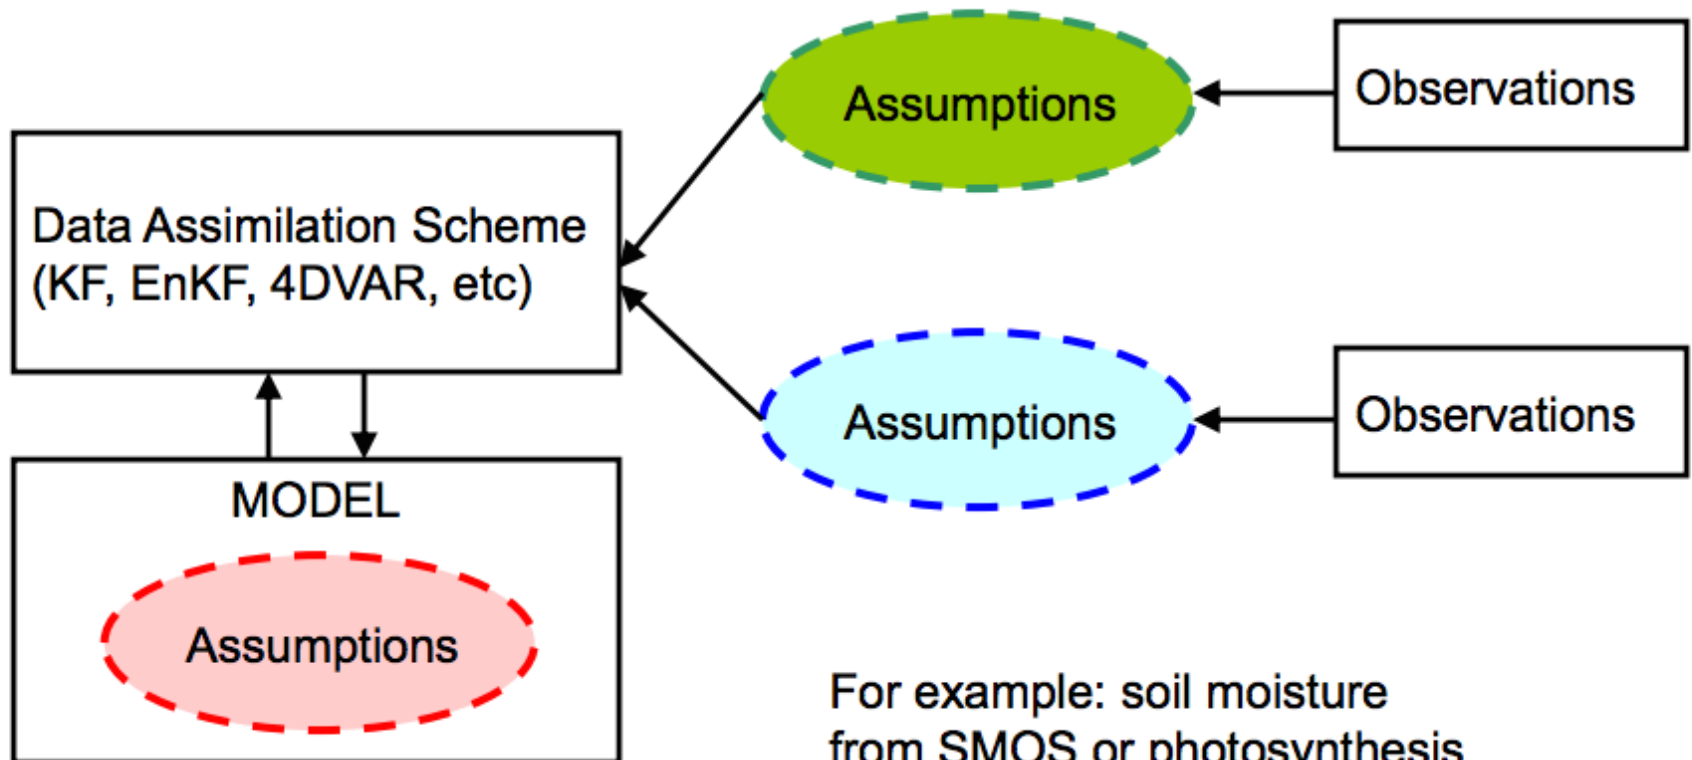 Assumptions
Observations
Data Assimilation Scheme
(KF, EnKF, 4DVAR, etc)
Assumptions
Observations
MODEL
Assumptions
For example: soil moisture
from SMOS or photosynthesis